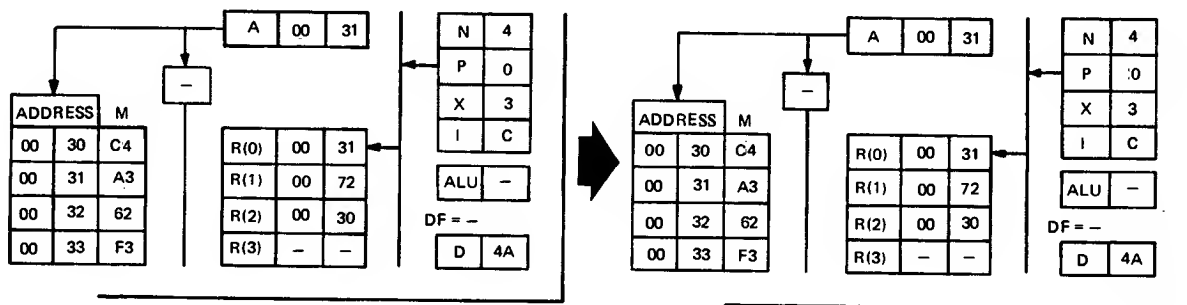 A 00 31
N 4
P 0
X 3
I C
–
ADDRESS M
00 30 C4
00 31 A3
00 32 62
00 33 F3
R(0) 00 31
R(1) 00 72
R(2) 00 30
R(3) – –
ALU –
DF = –
D 4A
A 00 31
N 4
P 0
X 3
I C
–
ADDRESS M
00 30 C4
00 31 A3
00 32 62
00 33 F3
R(0) 00 31
R(1) 00 72
R(2) 00 30
R(3) – –
ALU –
DF = –
D 4A